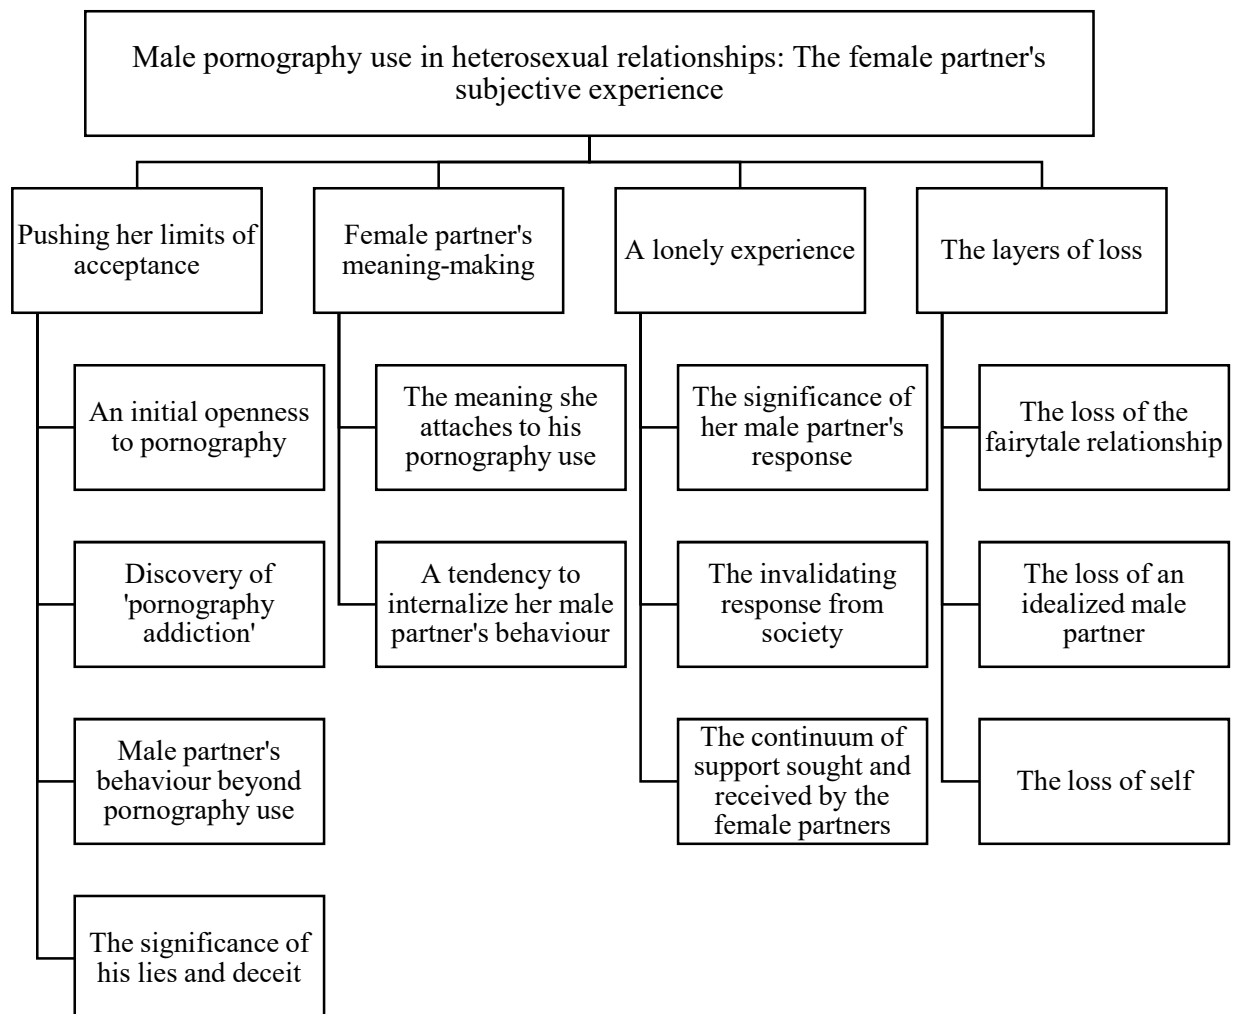 Male pornography use in heterosexual relationships: The female partner's
subjective experience
Pushing her limits of
acceptance
An initial openness
to pornography
Discovery of
'pornography
addiction'
Male partner's
behaviour beyond
pornography use
The significance of
his lies and deceit
Female partner's
meaning-making
The meaning she
attaches to his
pornography use
A tendency to
internalize her male
partner's behaviour
A lonely experience
The significance of
her male partner's
response
The invalidating
response from
society
The continuum of
support sought and
received by the
female partners
The layers of loss
The loss of the
fairytale relationship
The loss of an
idealized male
partner
The loss of self